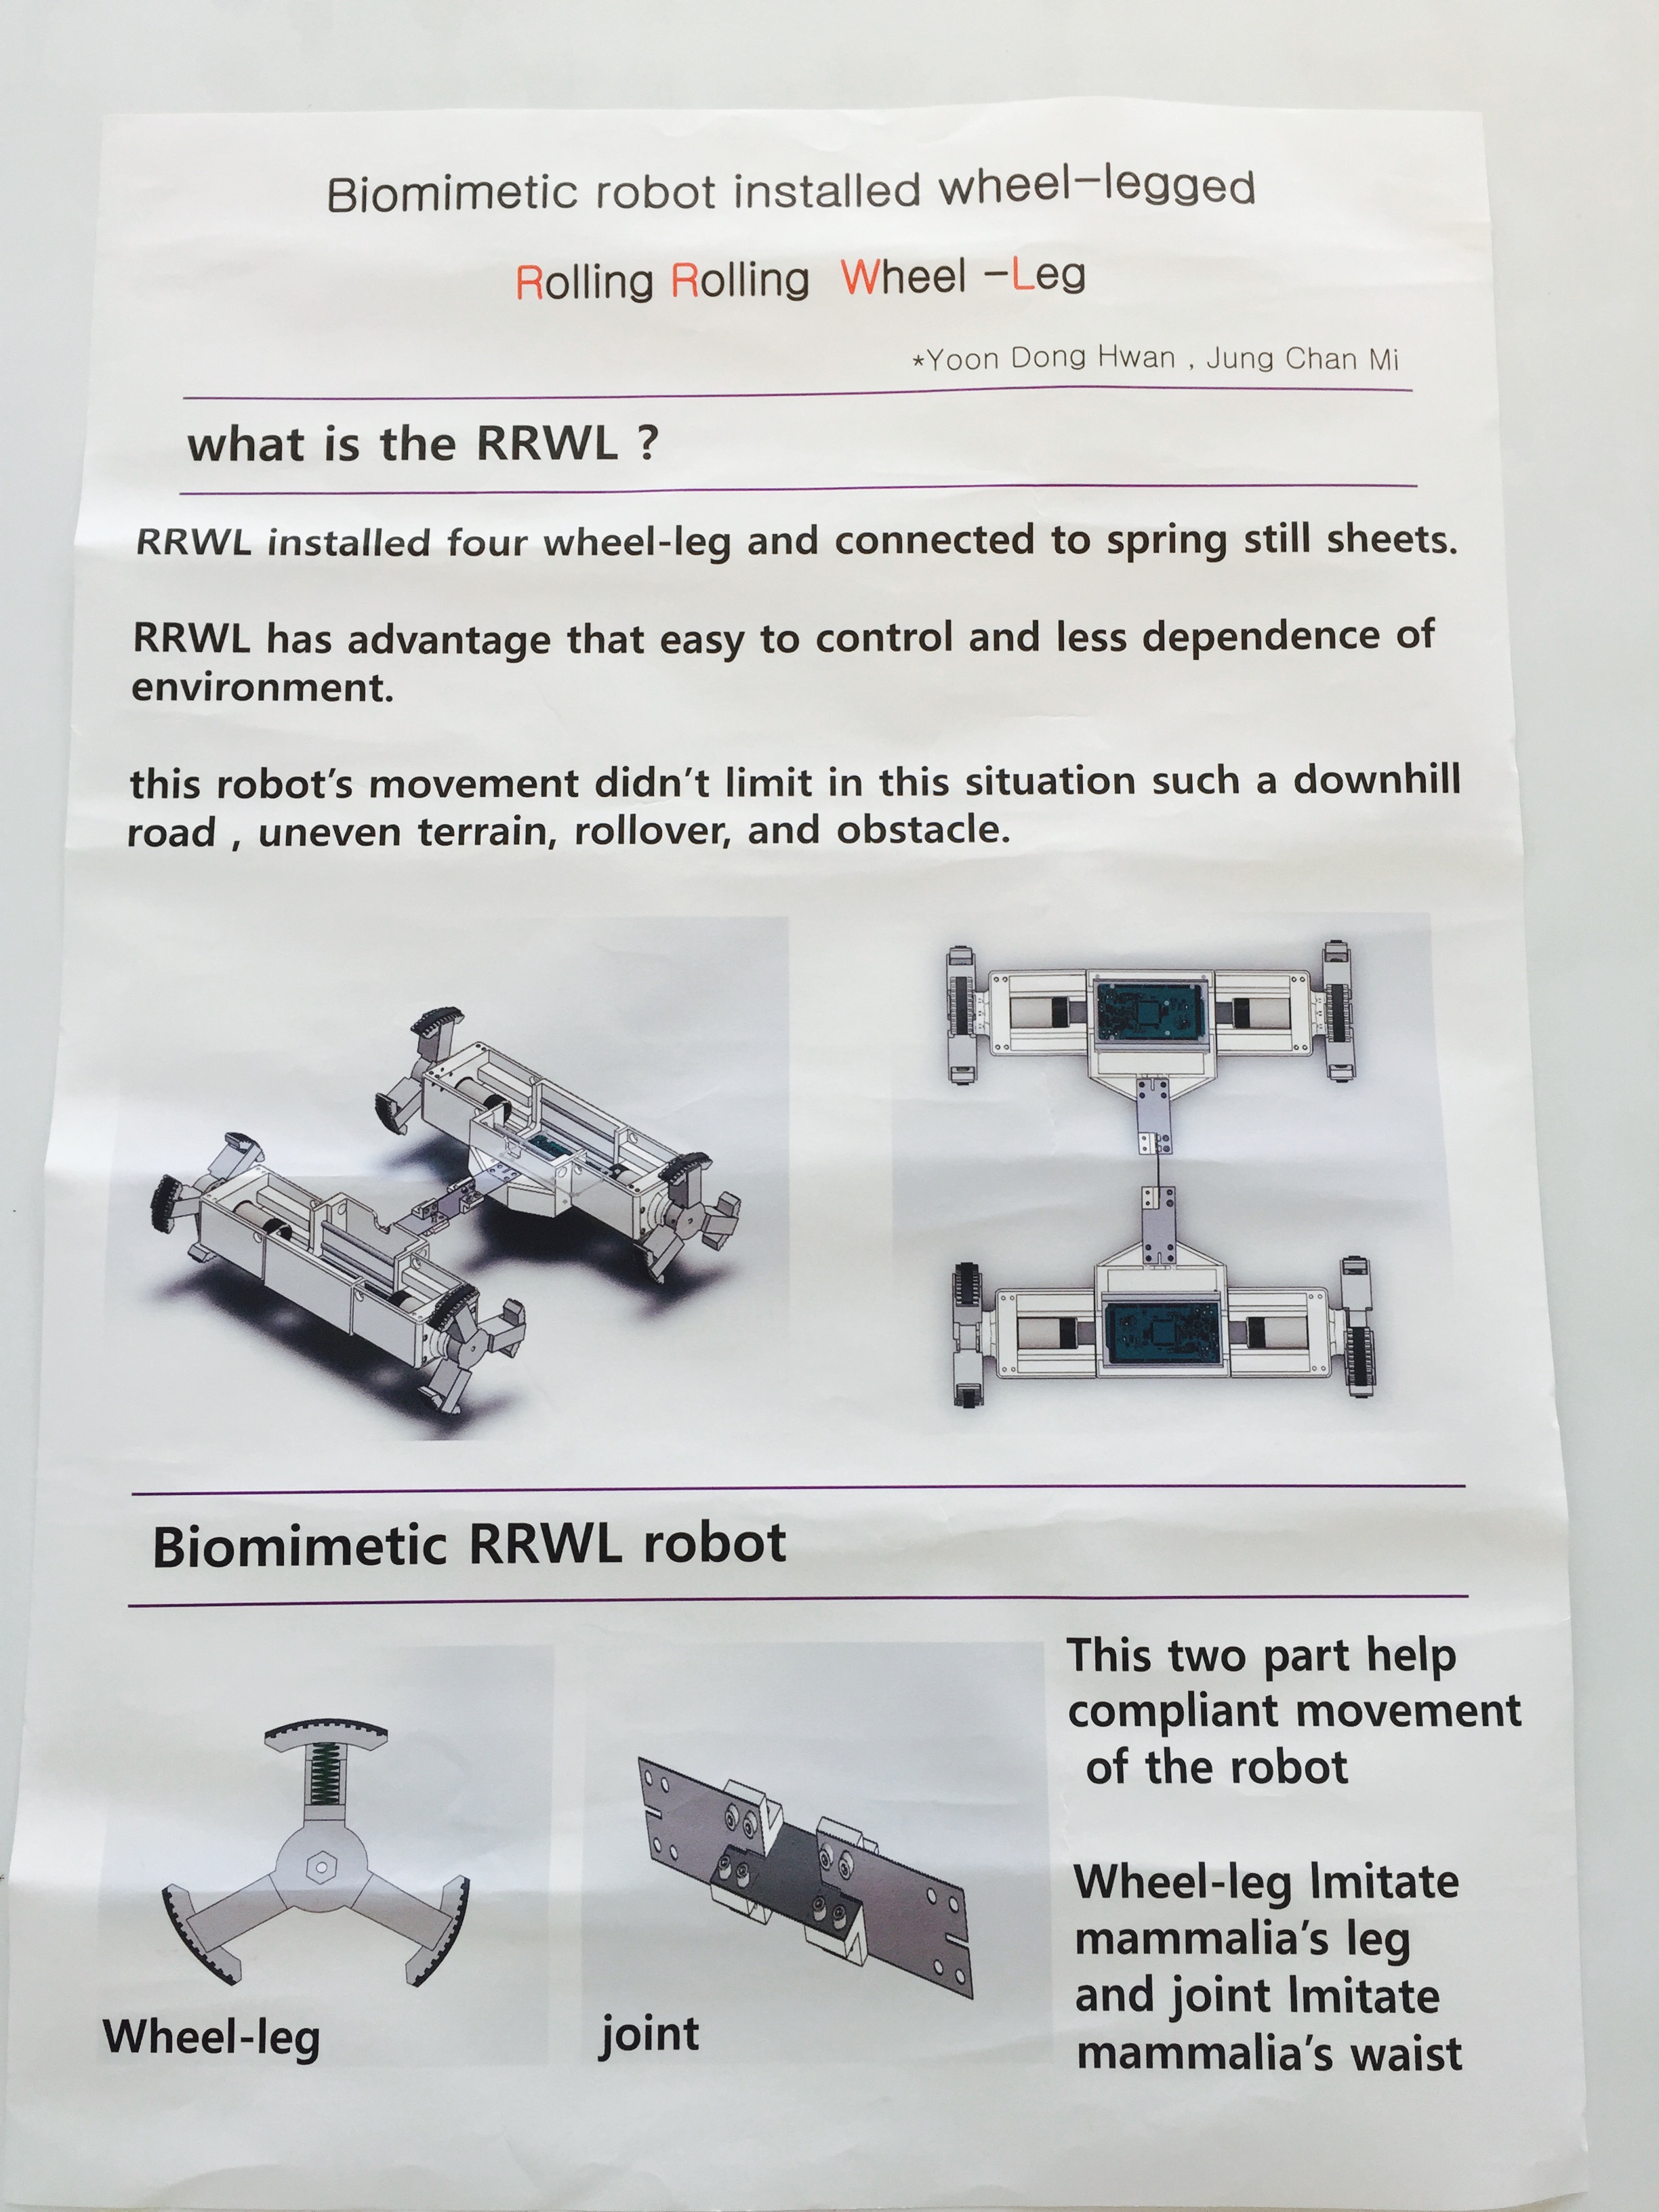 Biomimetic robot installed wheel-legged
Rolling Rolling Wheel -Leg
*Yoon Dong Hwan , Jung Chan Mi
what is the RRWL ?
RRWL installed four wheel-leg and connected to spring still sheets.
RRWL has advantage that easy to control and less dependence of
environment.
this robot's movement didn't limit in this situation such a downhill
road , uneven terrain, rollover, and obstacle.
Biomimetic RRWL robot
This two part help
compliant movement
of the robot
Wheel-leg Imitate
mammalia's leg
and joint Imitate
mammalia's waist
Wheel-leg
joint